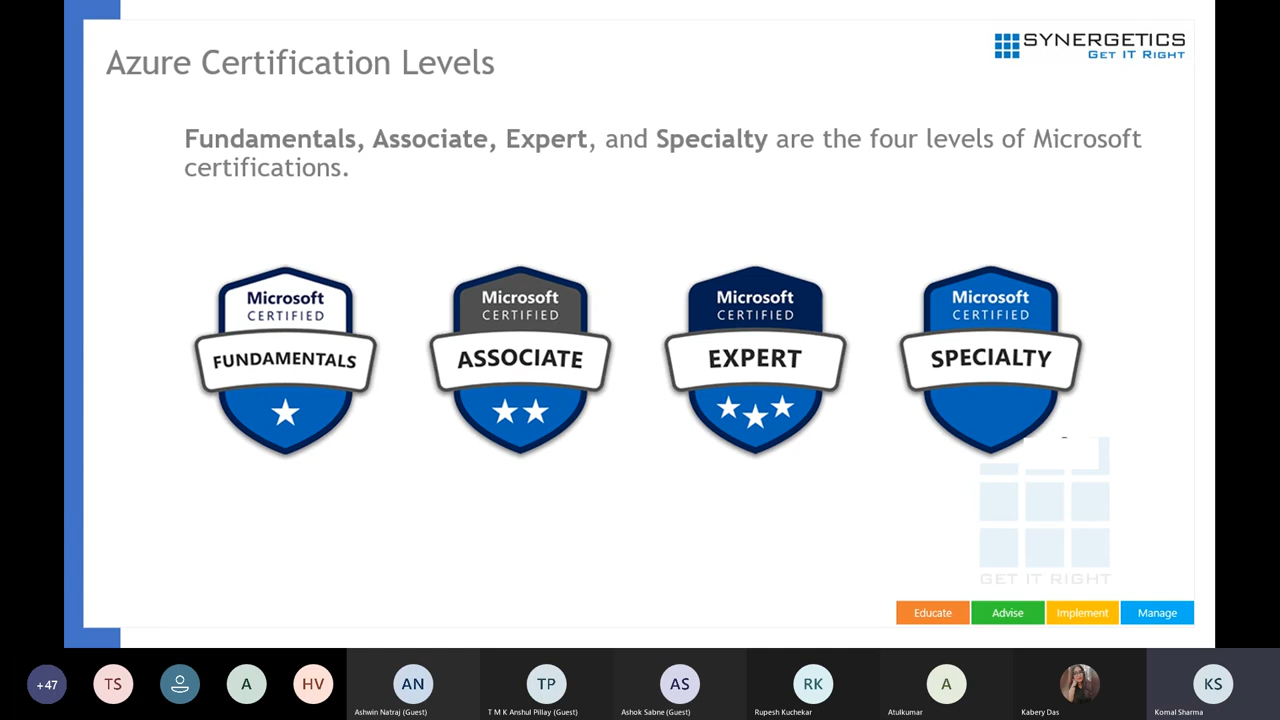 Azure Certification Levels
SYNERGETICS
GET IT RIGHT
Fundamentals, Associate, Expert, and Specialty are the four levels of Microsoft
certifications.
Microsoft
CERTIFIED
FUNDAMENTALS
Microsoft
CERTIFIED
ASSOCIATE
Microsoft
CERTIFIED
EXPERT
Microsoft
CERTIFIED
SPECIALTY
GET IT RIGHT
Educate
Advise
Implement
Manage
+47
TS
A
HV
AN
Ashwin Natraj (Guest)
TP
T M K Anshul Pillay (Guest)
AS
Ashok Sabne (Guest)
RK
Rupesh Kuchekar
A
Atulkumar
Kabery Das
KS
Komal Sharma